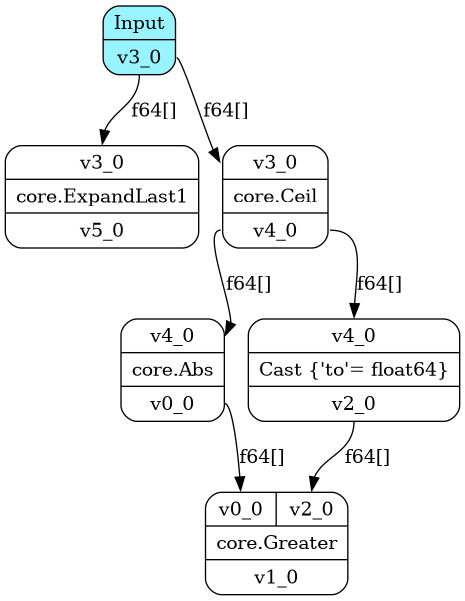 Input
v3_0
f64[]
f64[]
v3_0
core.ExpandLast1
v5_0
v3_0
core.Ceil
v4_0
f64[]
f64[]
v4_0
core.Abs
v0_0
v4_0
Cast {'to'= float64}
v2_0
f64[]
f64[]
v0_0 v2_0
core.Greater
v1_0